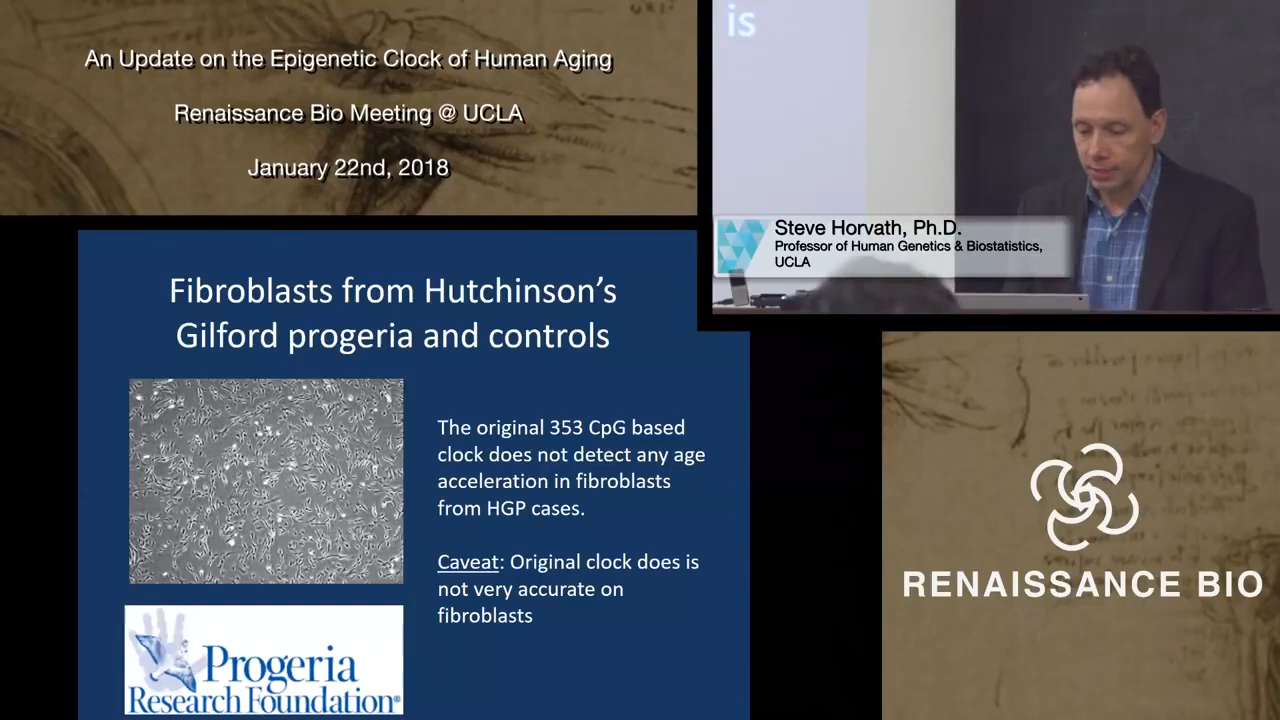 An Update on the Epigenetic Clock of Human Aging
Renaissance Bio Meeting @ UCLA
January 22nd, 2018
is
Steve Horvath, Ph.D.
Professor of Human Genetics & Biostatistics,
UCLA
Fibroblasts from Hutchinson’s
Gilford progeria and controls
The original 353 CpG based
clock does not detect any age
acceleration in fibroblasts
from HGP cases.
Caveat: Original clock does is
not very accurate on
fibroblasts
Progeria
Research Foundation®
RENAISSANCE BIO